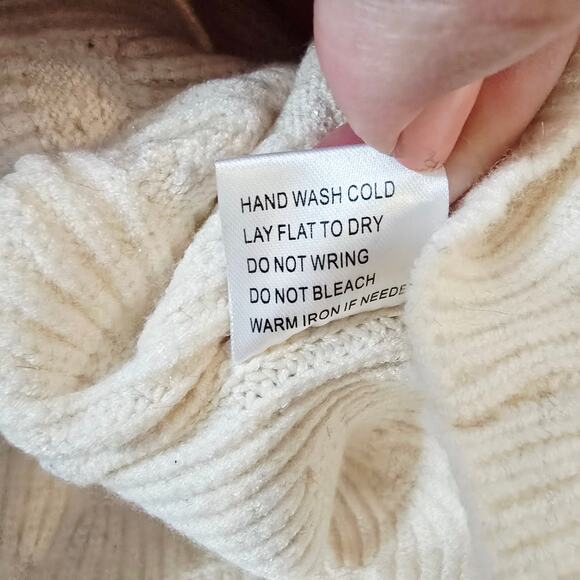 HAND WASH COLD
LAY FLAT TO DRY
DO NOT WRING
DO NOT BLEACH
WARM IRON IF NEEDE